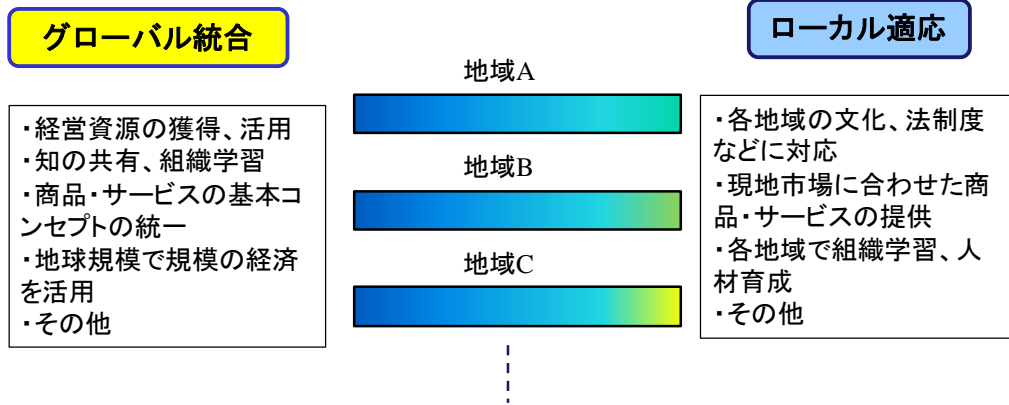 グローバル統合
ローカル適応
・経営資源の獲得、活用
・知の共有、組織学習
・商品・サービスの基本コ
ンセプトの統一
・地球規模で規模の経済
を活用
・その他
地域A
地域B
地域C
・各地域の文化、法制度
などに対応
・現地市場に合わせた商
品・サービスの提供
・各地域で組織学習、人
材育成
・その他